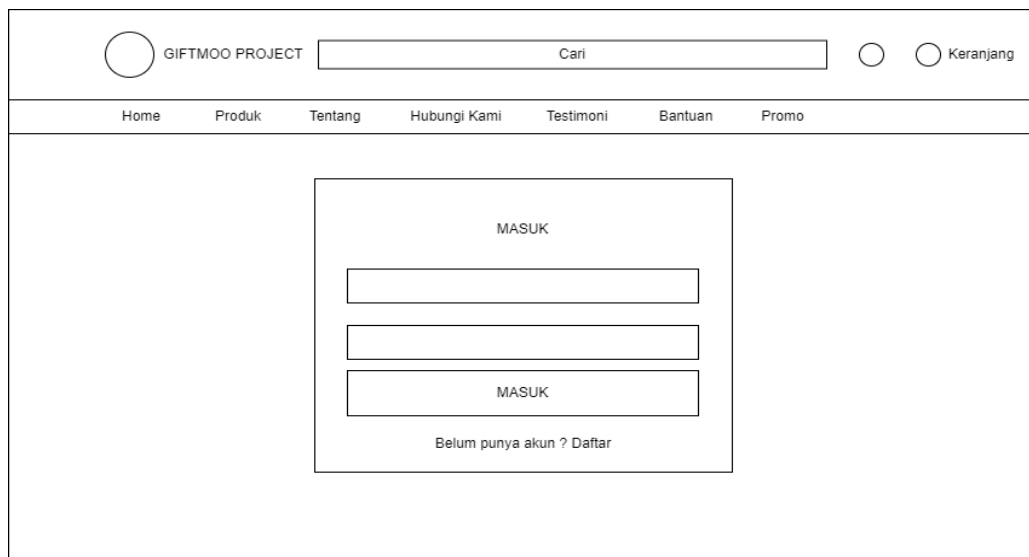 GIFTMOO PROJECT Cari Keranjang
Home Produk Tentang Hubungi Kami Testimoni Bantuan Promo
MASUK
MASUK
Belum punya akun ? Daftar